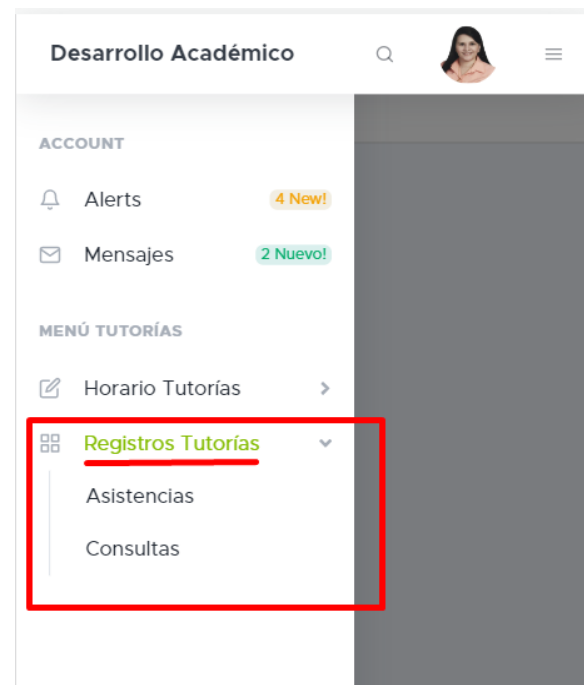 Desarrollo Académico
ACCOUNT
Alerts 4 New!
Mensajes 2 Nuevo!
MENÚ TUTORÍAS
Horario Tutorías
Registros Tutorías
Asistencias
Consultas